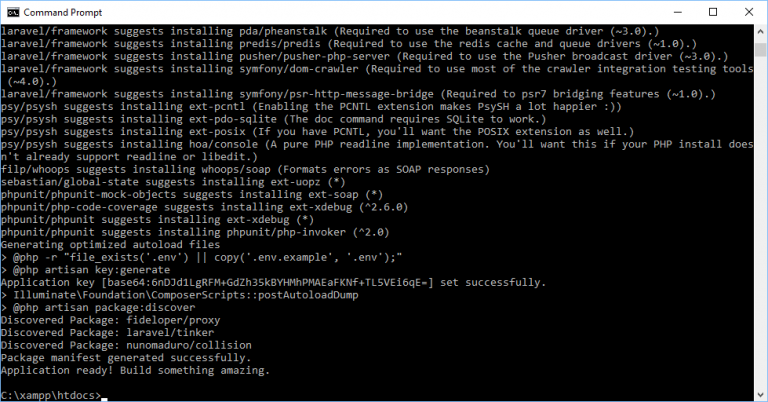 Command Prompt
laravel/framework suggests installing pda/pheanstalk (Required to use the beanstalk queue driver (~3.0).)
laravel/framework suggests installing predis/predis (Required to use the redis cache and queue drivers (~1.0).)
laravel/framework suggests installing pusher/pusher-php-server (Required to use the Pusher broadcast driver (~3.0).)
laravel/framework suggests installing symfony/dom-crawler (Required to use most of the crawler integration testing tools
 (~4.0).)
laravel/framework suggests installing symfony/psr-http-message-bridge (Required to psr7 bridging features (~1.0).)
psy/psysh suggests installing ext-pcntl (Enabling the PCNTL extension makes PsySH a lot happier :))
psy/psysh suggests installing ext-pdo-sqlite (The doc command requires SQLite to work.)
psy/psysh suggests installing ext-posix (If you have PCNTL, you'll want the POSIX extension as well.)
psy/psysh suggests installing hoa/console (A pure PHP readline implementation. You'll want this if your PHP install does
n't already support readline or libedit.)
filp/whoops suggests installing whoops/soap (Formats errors as SOAP responses)
sebastian/global-state suggests installing ext-uopz (*)
phpunit/phpunit-mock-objects suggests installing ext-soap (*)
phpunit/php-code-coverage suggests installing ext-xdebug (^2.6.0)
phpunit/phpunit suggests installing ext-xdebug (*)
phpunit/phpunit suggests installing phpunit/php-invoker (^2.0)
Generating optimized autoload files
> @php -r "file_exists('.env') || copy('.env.example', '.env');"
> @php artisan key:generate
Application key [base64:6nDJd1LgRFM+GdZh35kBYHMhPMAEaFKNf+TL5VEi6qE=] set successfully.
> Illuminate\Foundation\ComposerScripts::postAutoloadDump
> @php artisan package:discover
Discovered Package: fideloper/proxy
Discovered Package: laravel/tinker
Discovered Package: nunomaduro/collision
Package manifest generated successfully.
Application ready! Build something amazing.
C:\xampp\htdocs>